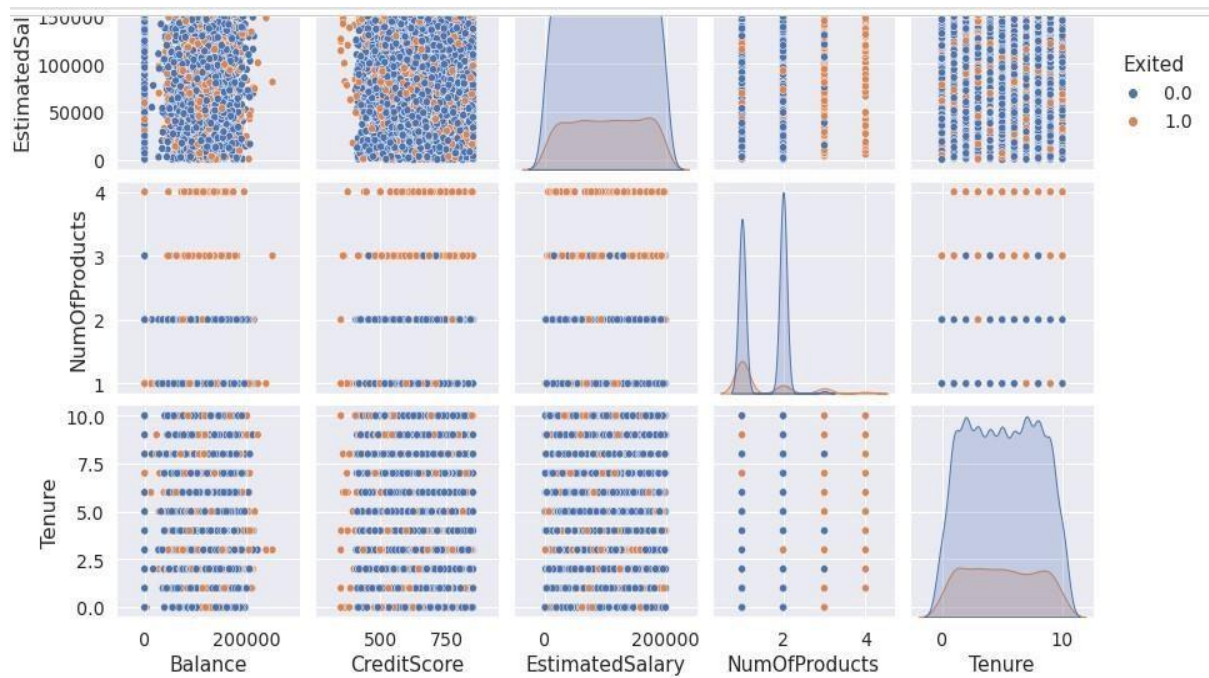 150000
100000
50000
0
EstimatedSal
Exited
0.0
1.0
4
3
2
1
NumOfProducts
10.0
7.5
5.0
2.5
0.0
Tenure
0 200000 500 750 0 200000 2 4 0 10
Balance CreditScore EstimatedSalary NumOfProducts Tenure